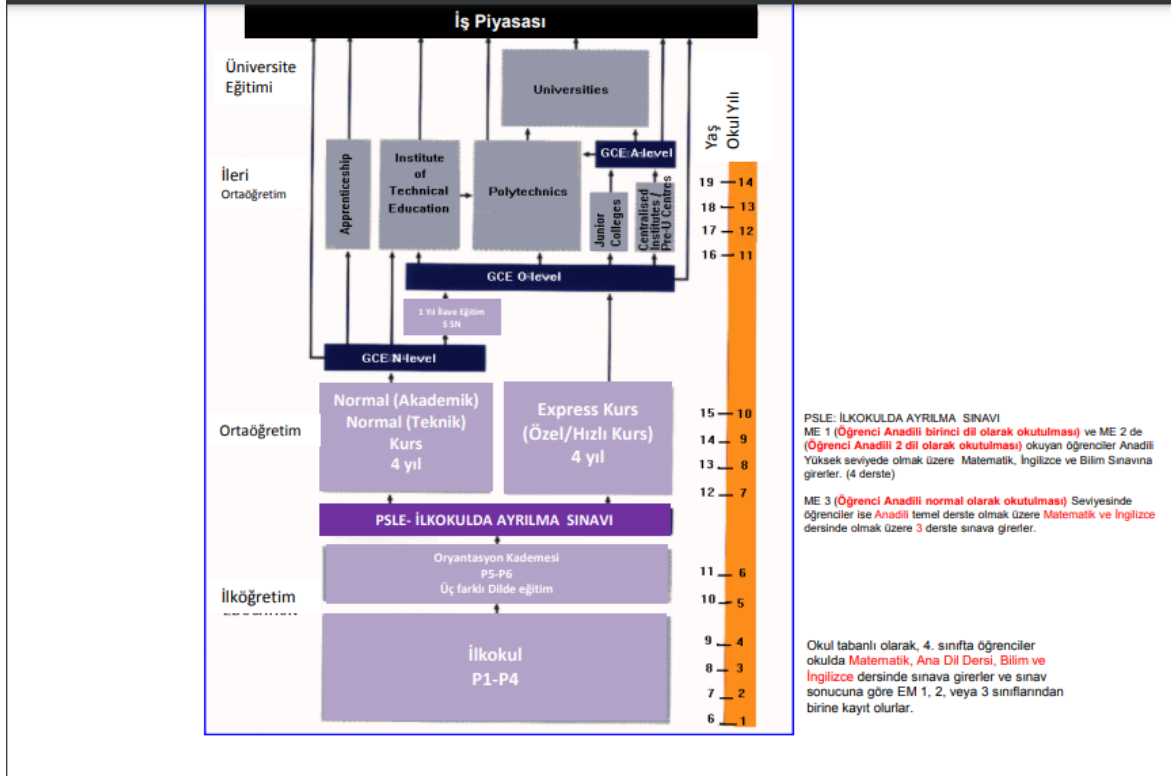 İş Piyasası
Üniversite
Eğitimi
Universities
Yaş
Okul Yılı
GCE A-level
İleri
Ortaöğretim
Apprenticeship
Institute
of
Technical
Education
Polytechnics
Junior
Colleges
Centralised
Institutes /
Pre-U Centres
19 14
18 13
17 12
16 11
GCE O-level
1 Yıl İlave Eğitim
S SN
GCE N-level
Ortaöğretim
Normal (Akademik)
Normal (Teknik)
Kurs
4 yıl
Express Kurs
(Özel/Hızlı Kurs)
4 yıl
15 10
14 9
13 8
12 7
PSLE- İLKOKULDA AYRILMA SINAVI
Oryantasyon Kademesi
P5-P6
Üç farklı Dilde eğitim
İlköğretim
11 6
10 5
İlkokul
P1-P4
9 4
8 3
7 2
6 1
PSLE: İLKOKULDA AYRILMA SINAVI
ME 1 (Öğrenci Anadili birinci dil olarak okutulması) ve ME 2 de
(Öğrenci Anadili 2 dil olarak okutulması) okuyan öğrenciler Anadili
Yüksek seviyede olmak üzere Matematik, İngilizce ve Bilim Sınavına
girerler. (4 derste)
ME 3 (Öğrenci Anadili normal olarak okutulması) Seviyesinde
öğrenciler ise Anadili temel derste olmak üzere Matematik ve İngilizce
dersinde olmak üzere 3 derste sınava girerler.
Okul tabanlı olarak, 4. sınıfta öğrenciler
okulda Matematik, Ana Dil Dersi, Bilim ve
İngilizce dersinde sınava girerler ve sınav
sonucuna göre EM 1, 2, veya 3 sınıflarından
birine kayıt olurlar.